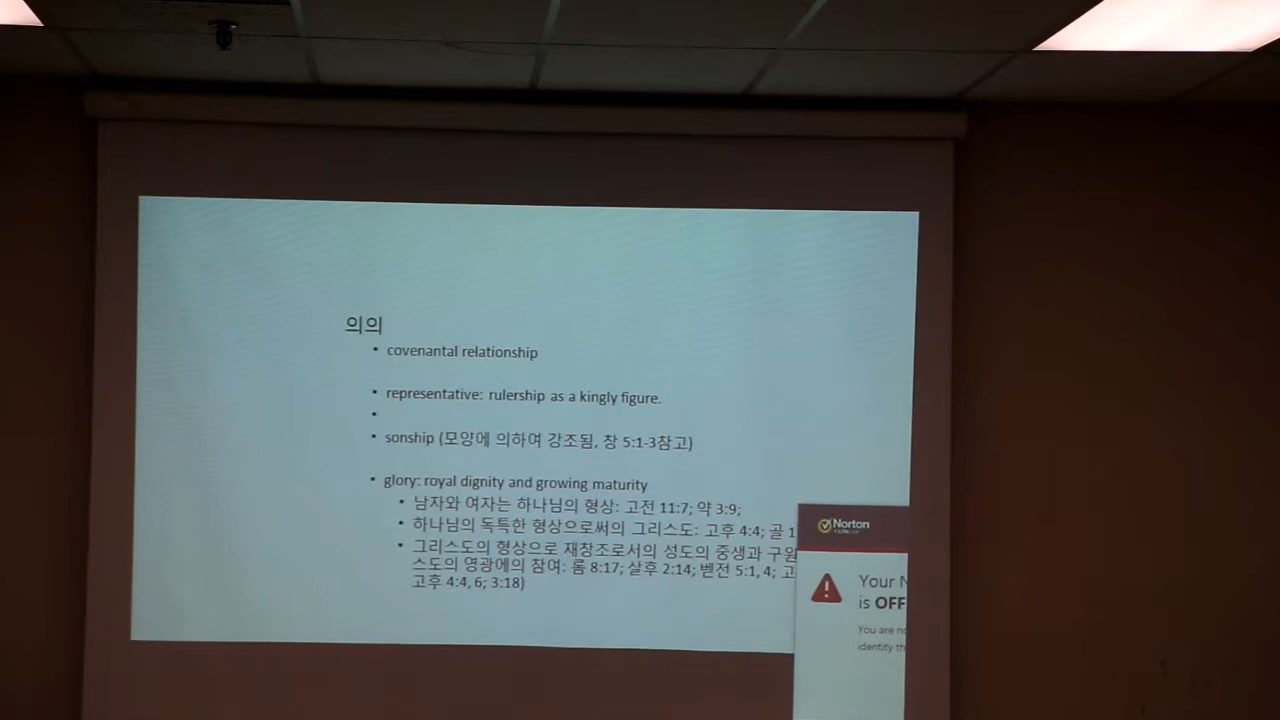 의의
• covenantal relationship
• representative: rulership as a kingly figure.
•
• sonship (모양에 의하여 강조됨, 창 5:1-3참고)
• glory: royal dignity and growing maturity
• 남자와 여자는 하나님의 형상: 고전 11:7; 약 3:9;
• 하나님의 독특한 형상으로써의 그리스도: 고후 4:4; 골 1
• 그리스도의 형상으로 재창조로서의 성도의 중생과 구원
스도의 영광에의 참여: 롬 8:17; 살후 2:14; 벧전 5:1, 4; 고
고후 4:4, 6; 3:18)
Norton
Your N
is OFF
You are no
identity th